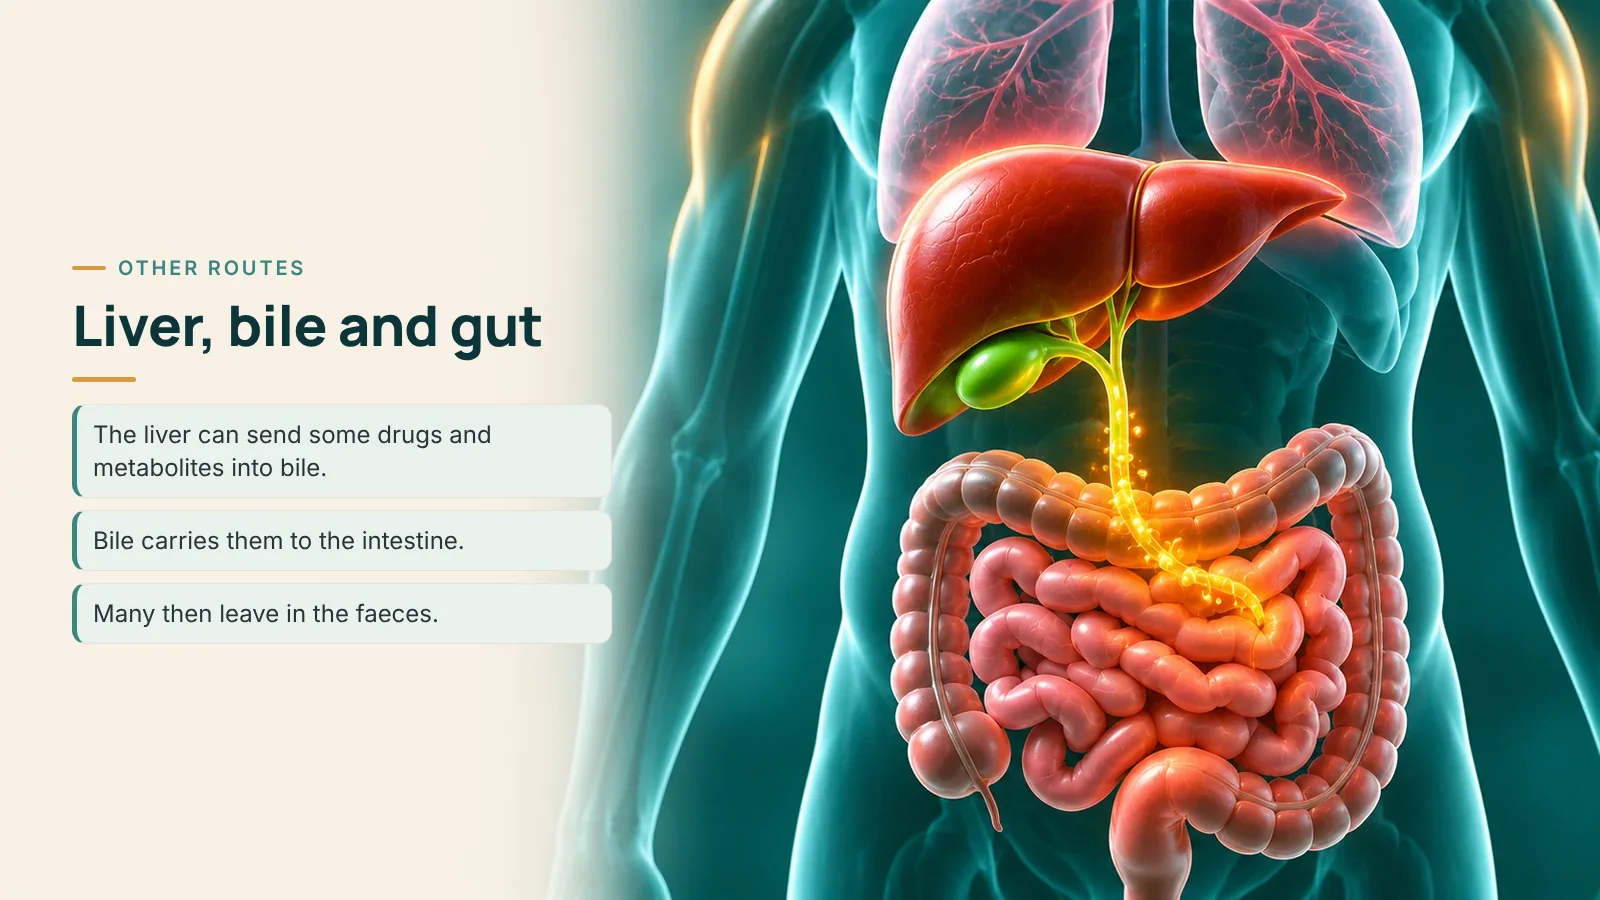 OTHER ROUTES
Liver, bile and gut
The liver can send some drugs and
metabolites into bile.
Bile carries them to the intestine.
Many then leave in the faeces.